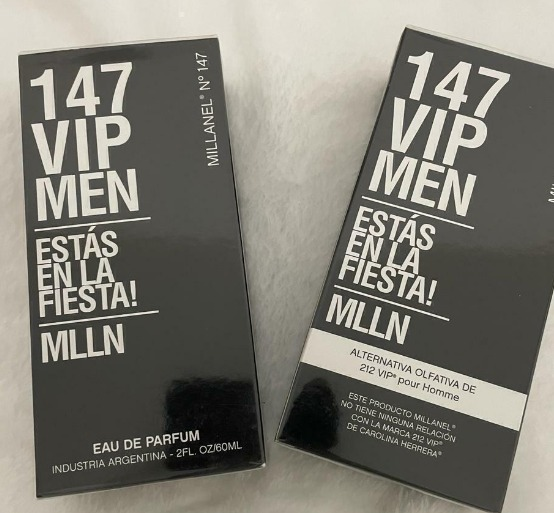 147
VIP
MEN
ESTÁS
EN LA
FIESTA!
MLLN
MILLANEL® Nº 147
EAU DE PARFUM
INDUSTRIA ARGENTINA - 2FL. OZ/60ML
147
VIP
MEN
ESTÁS
EN LA
FIESTA!
MLLN
ALTERNATIVA OLFATIVA DE
212 VIP® pour Homme
ESTE PRODUCTO MILLANEL®
NO TIENE NINGUNA RELACIÓN
CON LA MARCA 212 VIP®
DE CAROLINA HERRERA®